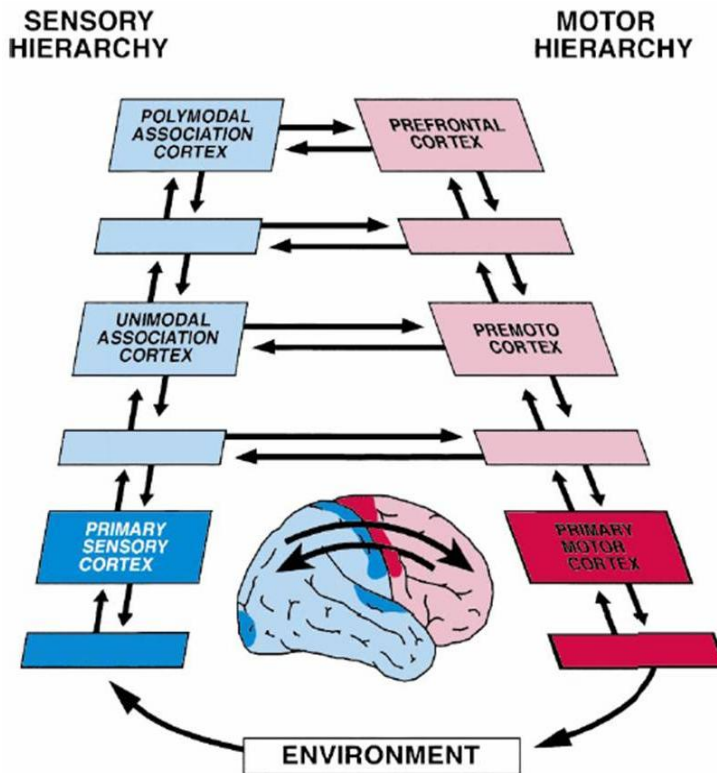 SENSORY
HIERARCHY
MOTOR
HIERARCHY
POLYMODAL
ASSOCIATION
CORTEX
PREFRONTAL
CORTEX
UNIMODAL
ASSOCIATION
CORTEX
PREMOTO
CORTEX
PRIMARY
SENSORY
CORTEX
PRIMARY
MOTOR
CORTEX
ENVIRONMENT